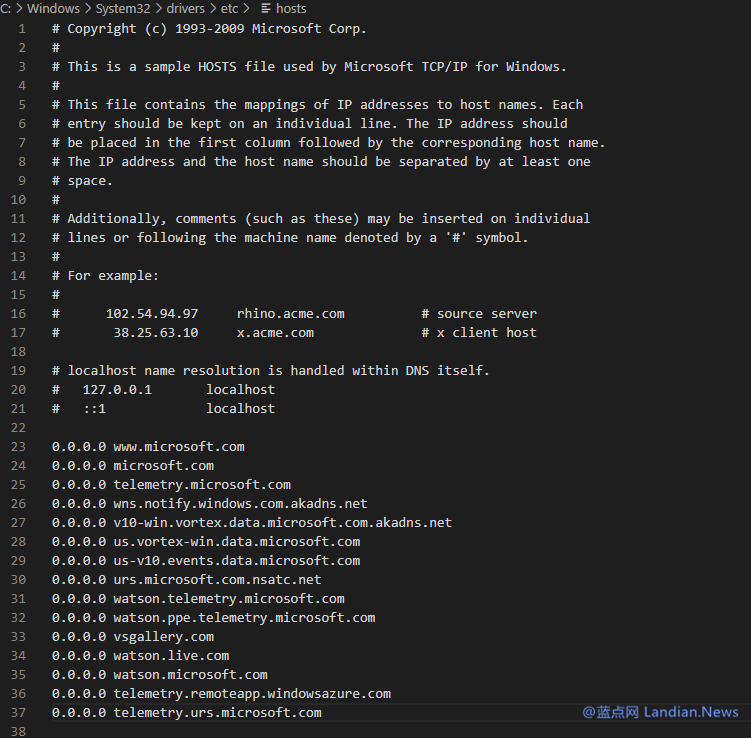 C: > Windows > System32 > drivers > etc > hosts
1 # Copyright (c) 1993-2009 Microsoft Corp.
2 #
3 # This is a sample HOSTS file used by Microsoft TCP/IP for Windows.
4 #
5 # This file contains the mappings of IP addresses to host names. Each
6 # entry should be kept on an individual line. The IP address should
7 # be placed in the first column followed by the corresponding host name.
8 # The IP address and the host name should be separated by at least one
9 # space.
10 #
11 # Additionally, comments (such as these) may be inserted on individual
12 # lines or following the machine name denoted by a '#' symbol.
13 #
14 # For example:
15 #
16 # 102.54.94.97 rhino.acme.com # source server
17 # 38.25.63.10 x.acme.com # x client host
18
19 # localhost name resolution is handled within DNS itself.
20 # 127.0.0.1 localhost
21 # ::1 localhost
22
23 0.0.0.0 www.microsoft.com
24 0.0.0.0 microsoft.com
25 0.0.0.0 telemetry.microsoft.com
26 0.0.0.0 wns.notify.windows.com.akadns.net
27 0.0.0.0 v10-win.vortex.data.microsoft.com.akadns.net
28 0.0.0.0 us.vortex-win.data.microsoft.com
29 0.0.0.0 us-v10.events.data.microsoft.com
30 0.0.0.0 urs.microsoft.com.nsatc.net
31 0.0.0.0 watson.telemetry.microsoft.com
32 0.0.0.0 watson.ppe.telemetry.microsoft.com
33 0.0.0.0 vsgallery.com
34 0.0.0.0 watson.live.com
35 0.0.0.0 watson.microsoft.com
36 0.0.0.0 telemetry.remoteapp.windowsazure.com
37 0.0.0.0 telemetry.urs.microsoft.com
@蓝点网 Landian.News
38